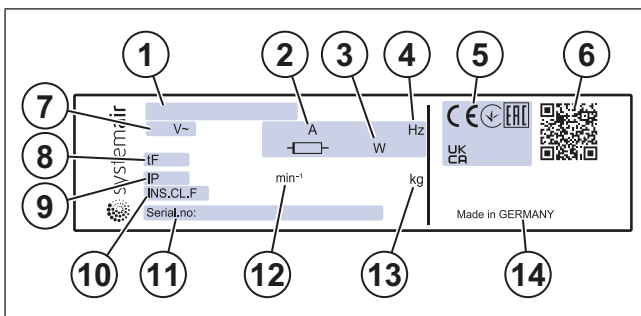 1 2 3 4 5 6
7 8 9 10 11 12 13 14
systemair
V~ A Hz
W
tF
IP min⁻¹ kg
INS.CL.F
Serial.no:
CE EAC
UK
CA
Made in GERMANY